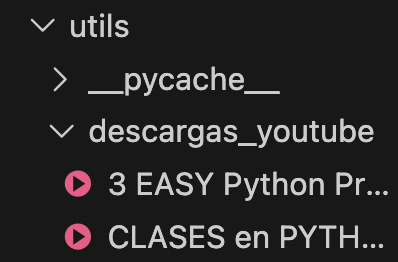 utils
__pycache__
descargas_youtube
3 EASY Python Pr...
CLASES en PYTH...